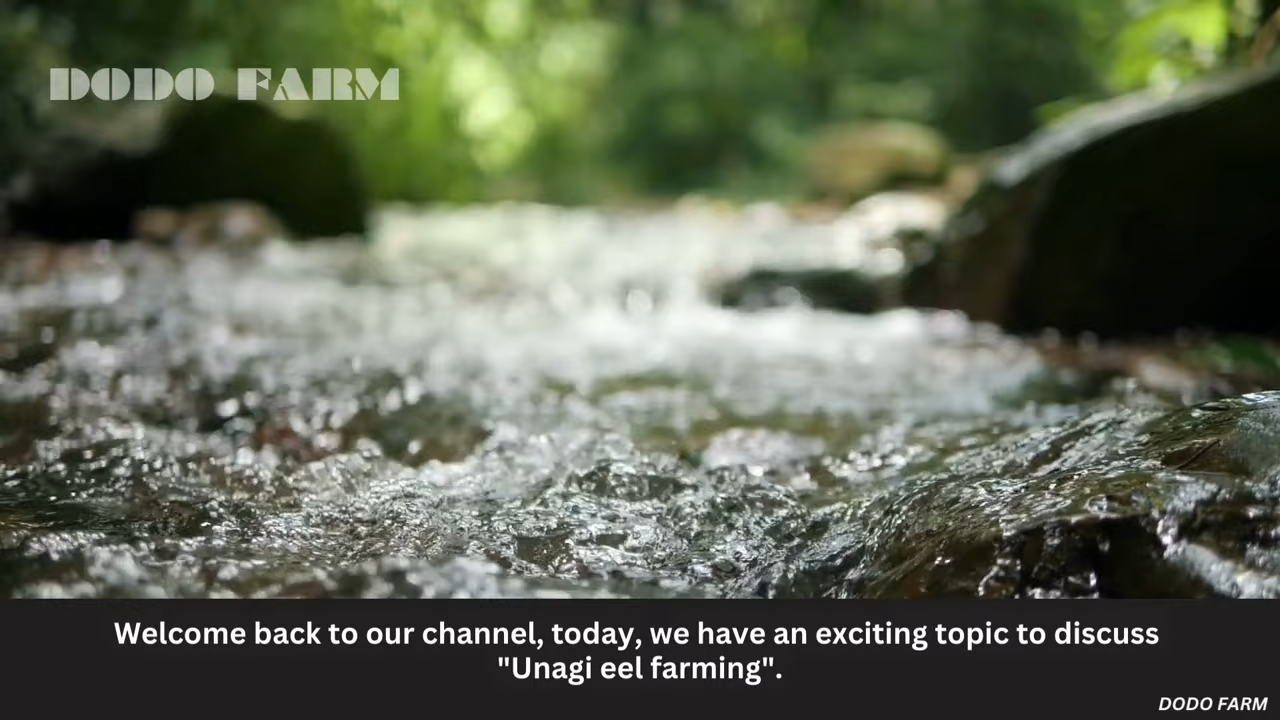 DODO FARM
Welcome back to our channel, today, we have an exciting topic to discuss
"Unagi eel farming".
DODO FARM